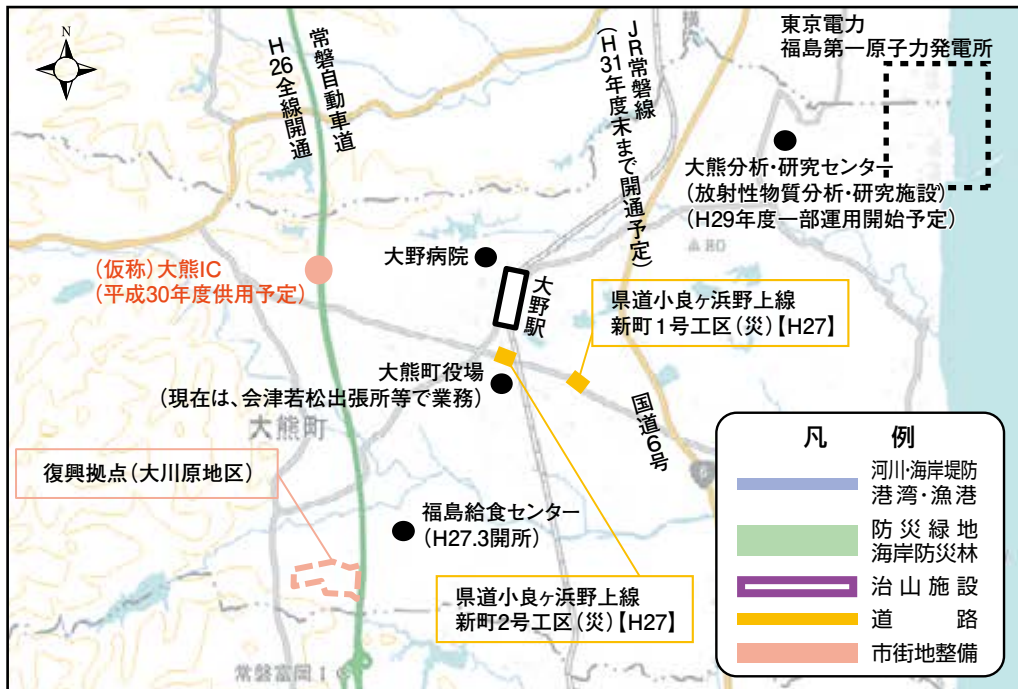 N
常磐自動車道
H26全線開通
JR常磐線
(H31年度末まで開通予定)
東京電力
福島第一原子力発電所
大熊分析・研究センター
(放射性物質分析・研究施設)
(H29年度一部運用開始予定)
大野病院
大野駅
(仮称)大熊IC
(平成30年度供用予定)
県道小良ヶ浜野上線
新町1号工区(災)【H27】
大熊町役場
(現在は、会津若松出張所等で業務)
大熊町
国道6号
6
復興拠点(大川原地区)
福島給食センター
(H27.3開所)
県道小良ヶ浜野上線
新町2号工区(災)【H27】
常磐富岡IC
凡例
河川・海岸堤防
港湾・漁港
防災緑地
海岸防災林
治山施設
道路
市街地整備